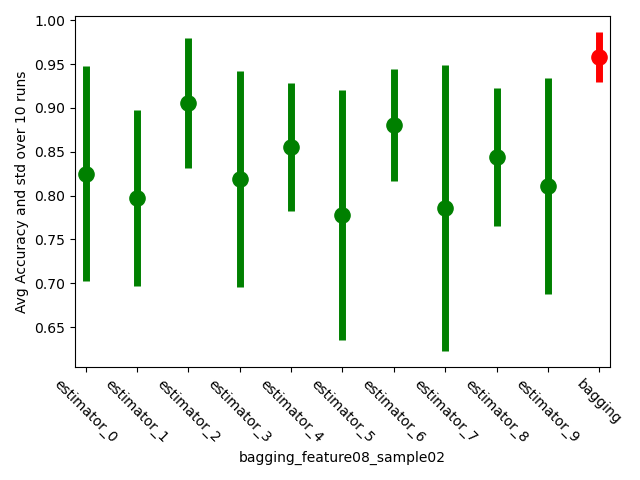 1.00
0.95
0.90
0.85
0.80
0.75
0.70
0.65
Avg Accuracy and std over 10 runs
estimator_0
estimator_1
estimator_2
estimator_3
estimator_4
estimator_5
estimator_6
estimator_7
estimator_8
estimator_9
bagging
bagging_feature08_sample02